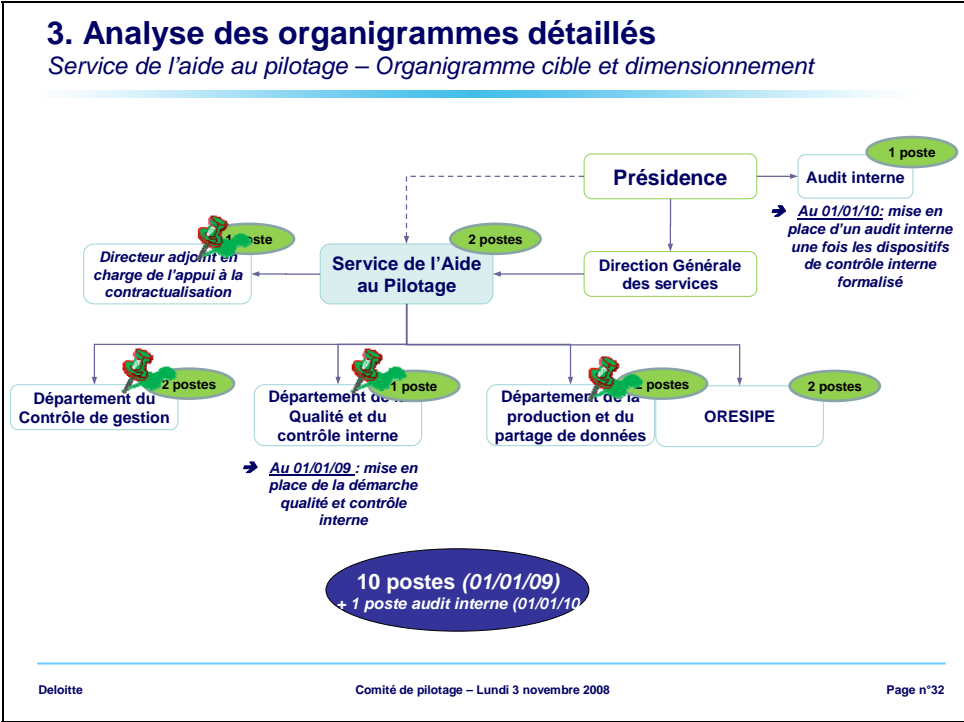 3. Analyse des organigrammes détaillés
Service de l'aide au pilotage – Organigramme cible et dimensionnement
1 poste
Présidence
Audit interne
Au 01/01/10: mise en
place d'un audit interne
une fois les dispositifs
de contrôle interne
formalisé
poste
Directeur adjoint en
charge de l'appui à la
contractualisation
2 postes
Service de l'Aide
au Pilotage
Direction Générale
des services
2 postes
Département du
Contrôle de gestion
1 poste
Département de la
Qualité et du
contrôle interne
Au 01/01/09 : mise en
place de la démarche
qualité et contrôle
interne
2 postes
Département de la
production et du
partage de données
2 postes
ORESIPE
10 postes (01/01/09)
+ 1 poste audit interne (01/01/10
Deloitte
Comité de pilotage – Lundi 3 novembre 2008
Page n°32